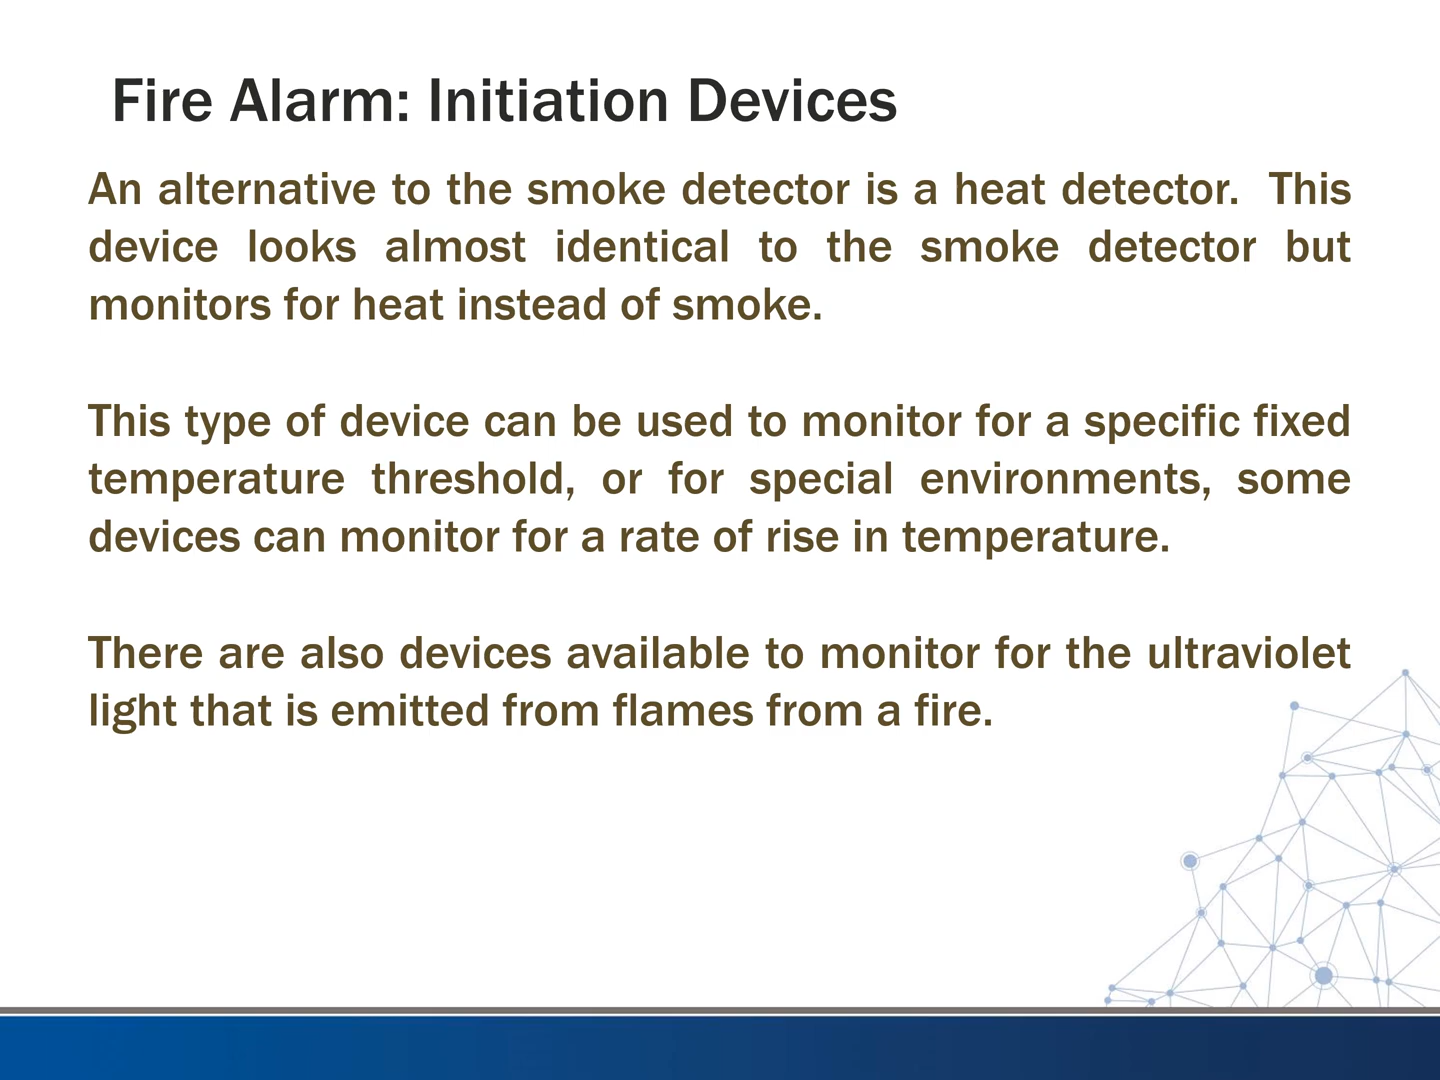 Fire Alarm: Initiation Devices
An alternative to the smoke detector is a heat detector.  This
device looks almost identical to the smoke detector but
monitors for heat instead of smoke.
This type of device can be used to monitor for a specific fixed
temperature threshold, or for special environments, some
devices can monitor for a rate of rise in temperature.
There are also devices available to monitor for the ultraviolet
light that is emitted from flames from a fire.